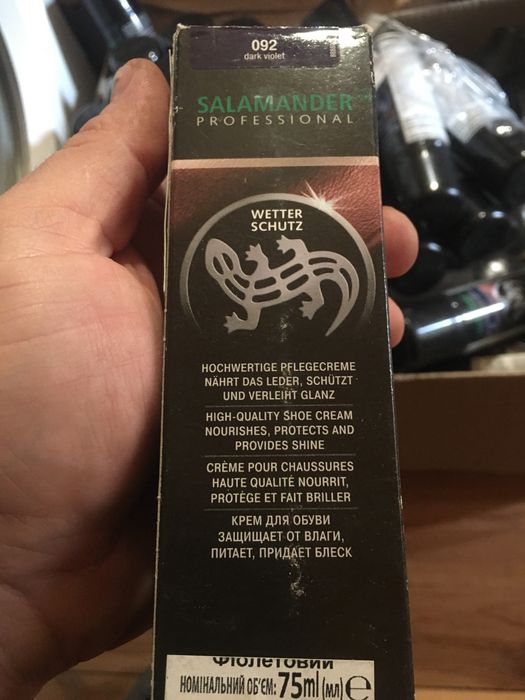 092
dark violet
SALAMANDER
PROFESSIONAL
WETTER
SCHUTZ
HOCHWERTIGE PFLEGECREME
NÄHRT DAS LEDER, SCHÜTZT
UND VERLEIHT GLANZ
HIGH-QUALITY SHOE CREAM
NOURISHES, PROTECTS AND
PROVIDES SHINE
CRÈME POUR CHAUSSURES
HAUTE QUALITÉ NOURRIT,
PROTÈGE ET FAIT BRILLER
КРЕМ ДЛЯ ОБУВИ
ЗАЩИЩАЕТ ОТ ВЛАГИ,
ПИТАЕТ, ПРИДАЕТ БЛЕСК
Фіолетовий
НОМІНАЛЬНИЙ ОБ'ЄМ: 75ml (мл) e